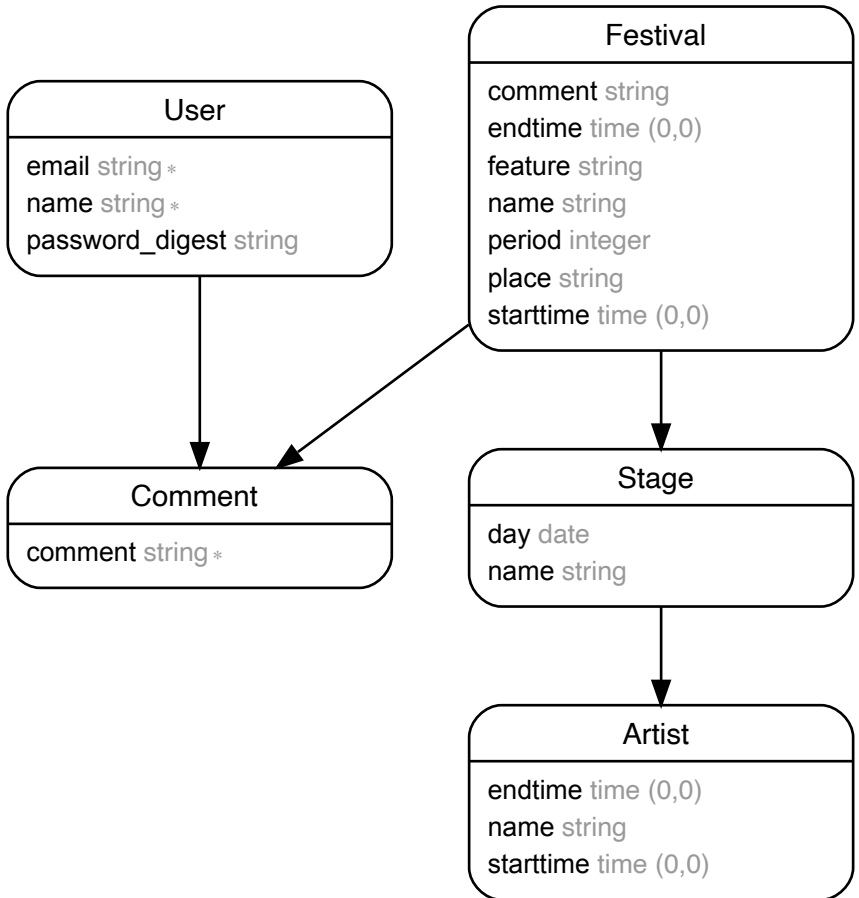 User
email string *
name string *
password_digest string
Festival
comment string
endtime time (0,0)
feature string
name string
period integer
place string
starttime time (0,0)
Comment
comment string *
Stage
day date
name string
Artist
endtime time (0,0)
name string
starttime time (0,0)